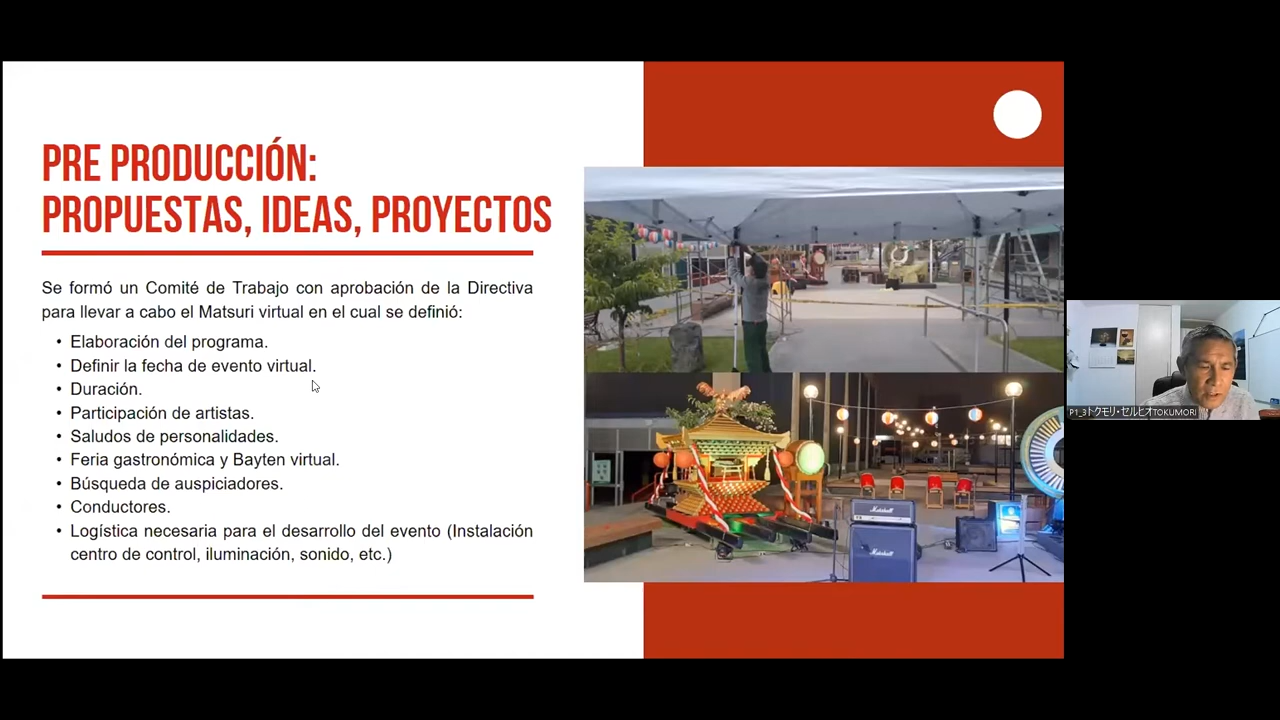 PRE PRODUCCIÓN:
PROPUESTAS, IDEAS, PROYECTOS
Se formó un Comité de Trabajo con aprobación de la Directiva
para llevar a cabo el Matsuri virtual en el cual se definió:
• Elaboración del programa.
• Definir la fecha de evento virtual.
• Duración.
• Participación de artistas.
• Saludos de personalidades.
• Feria gastronómica y Bayten virtual.
• Búsqueda de auspiciadores.
• Conductores.
• Logística necesaria para el desarrollo del evento (Instalación
centro de control, iluminación, sonido, etc.)
Marshall
Marshall
P1_3トクモリ・セルヒオTOKUMORI